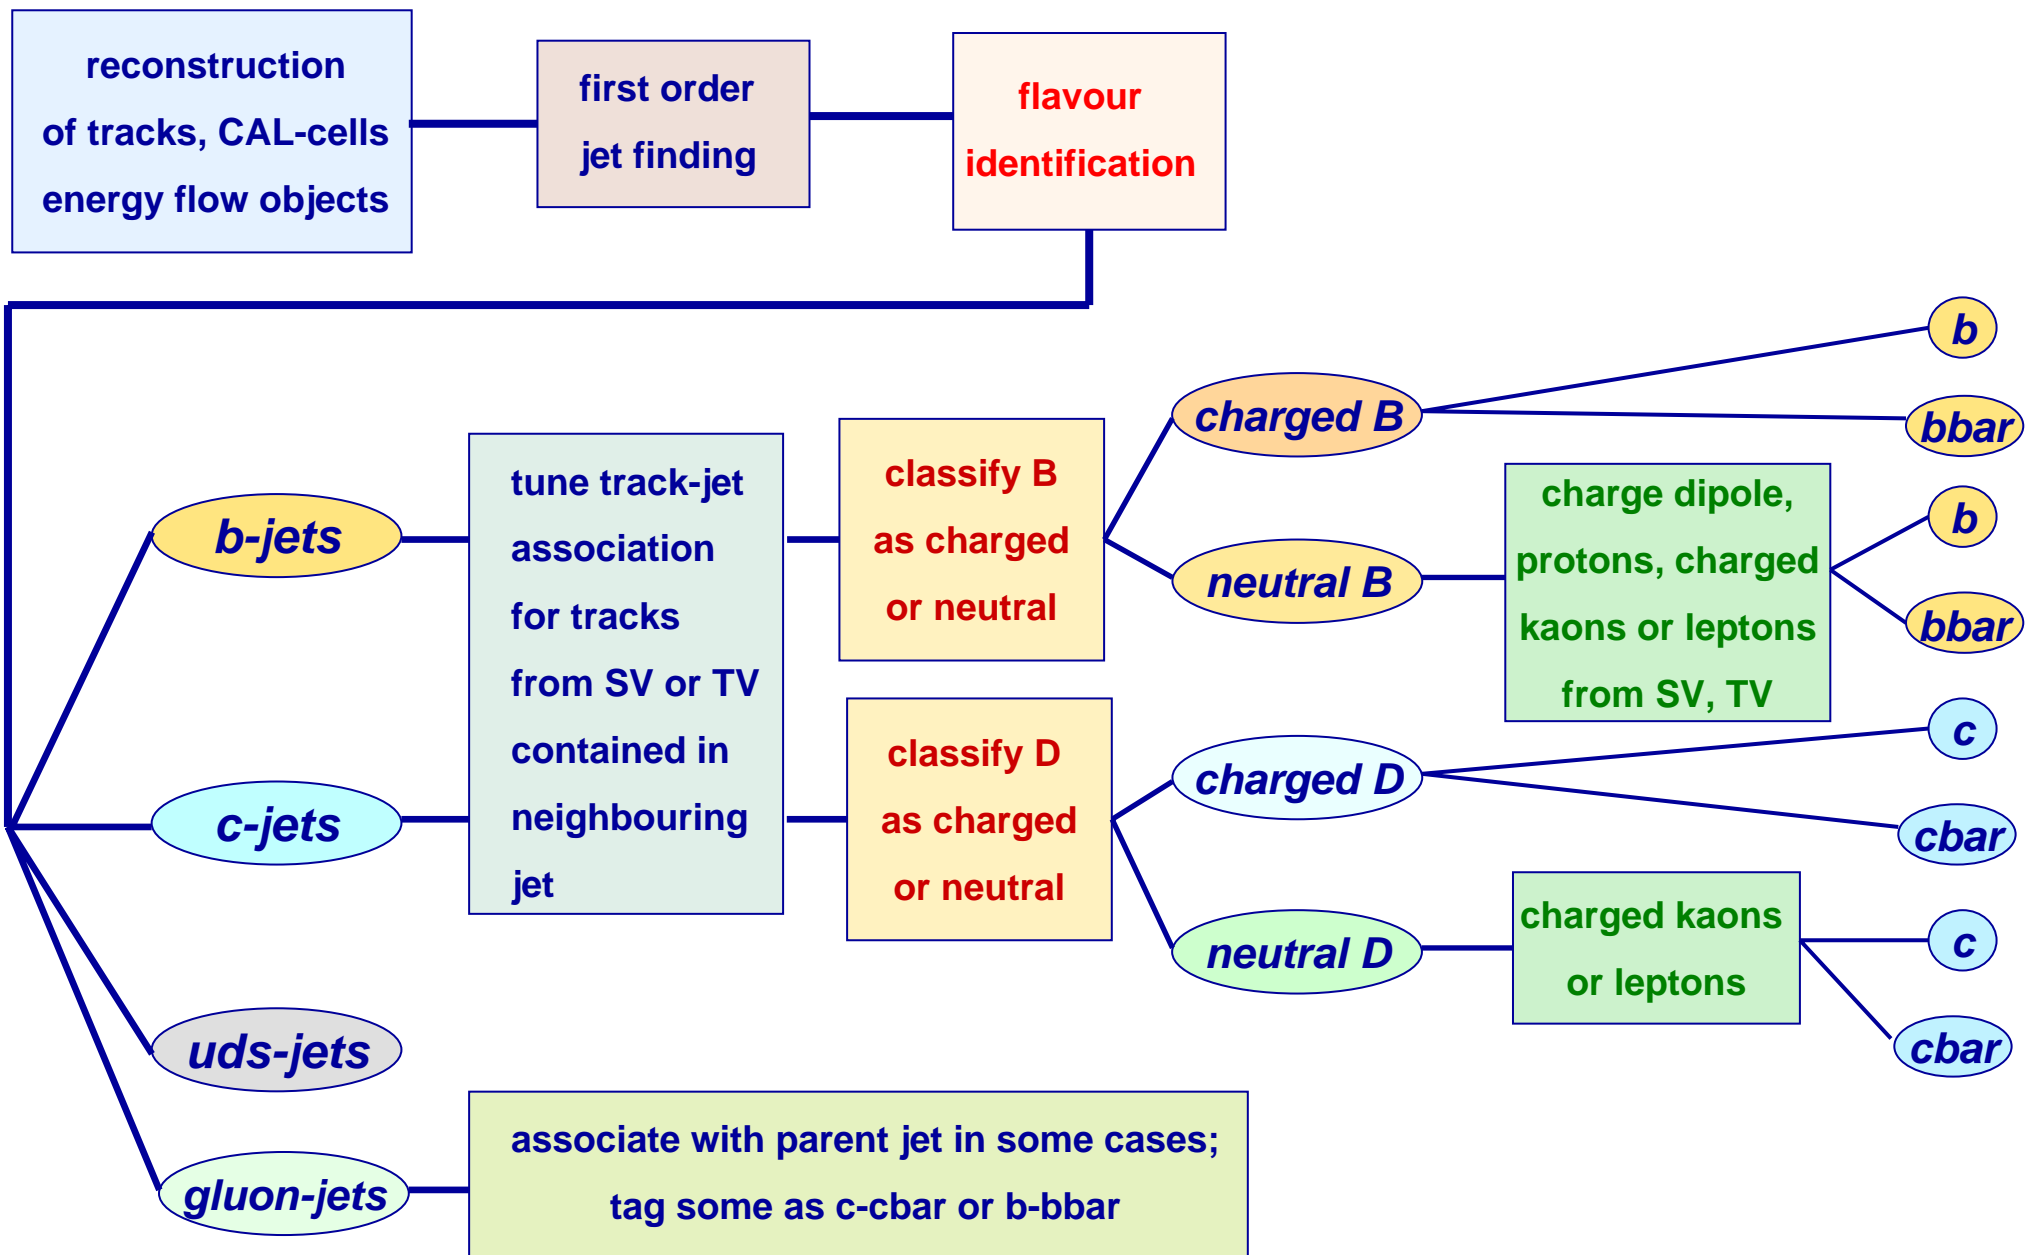 reconstruction
of tracks, CAL-cells
energy flow objects
first order
jet finding
flavour
identification
b-jets
c-jets
uds-jets
gluon-jets
tune track-jet
association
for tracks
from SV or TV
contained in
neighbouring
jet
classify B
as charged
or neutral
classify D
as charged
or neutral
charged B
neutral B
charge dipole,
protons, charged
kaons or leptons
from SV, TV
b
bbar
b
bbar
charged D
neutral D
charged kaons
or leptons
c
cbar
c
cbar
associate with parent jet in some cases;
tag some as c-cbar or b-bbar